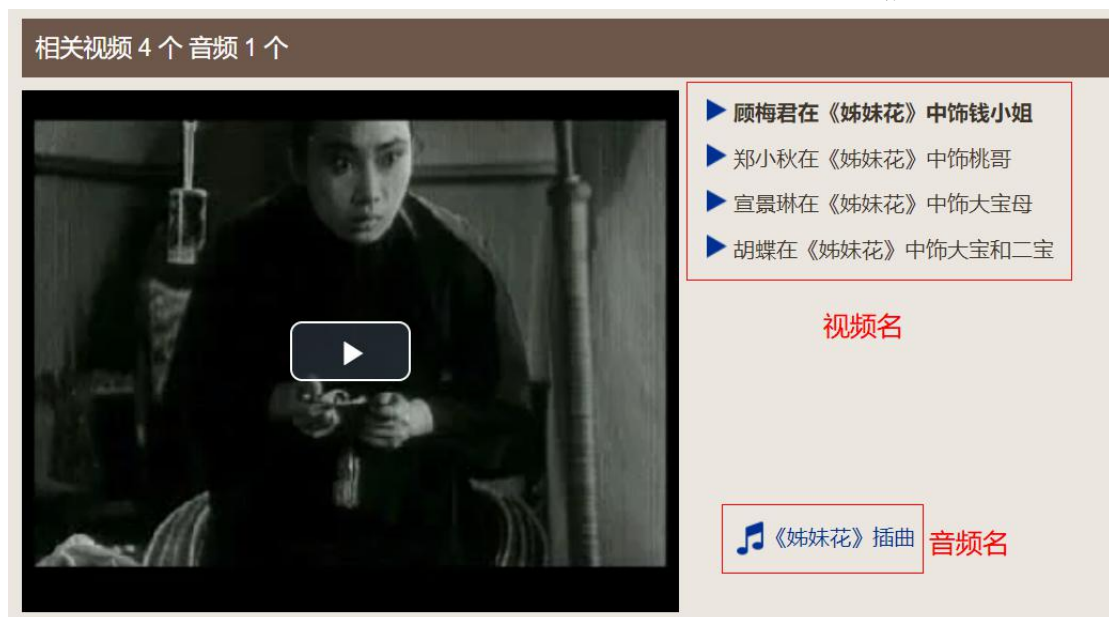 相关视频 4 个 音频 1 个
顾梅君在《姊妹花》中饰钱小姐
郑小秋在《姊妹花》中饰桃哥
宣景琳在《姊妹花》中饰大宝母
胡蝶在《姊妹花》中饰大宝和二宝
视频名
《姊妹花》插曲 音频名